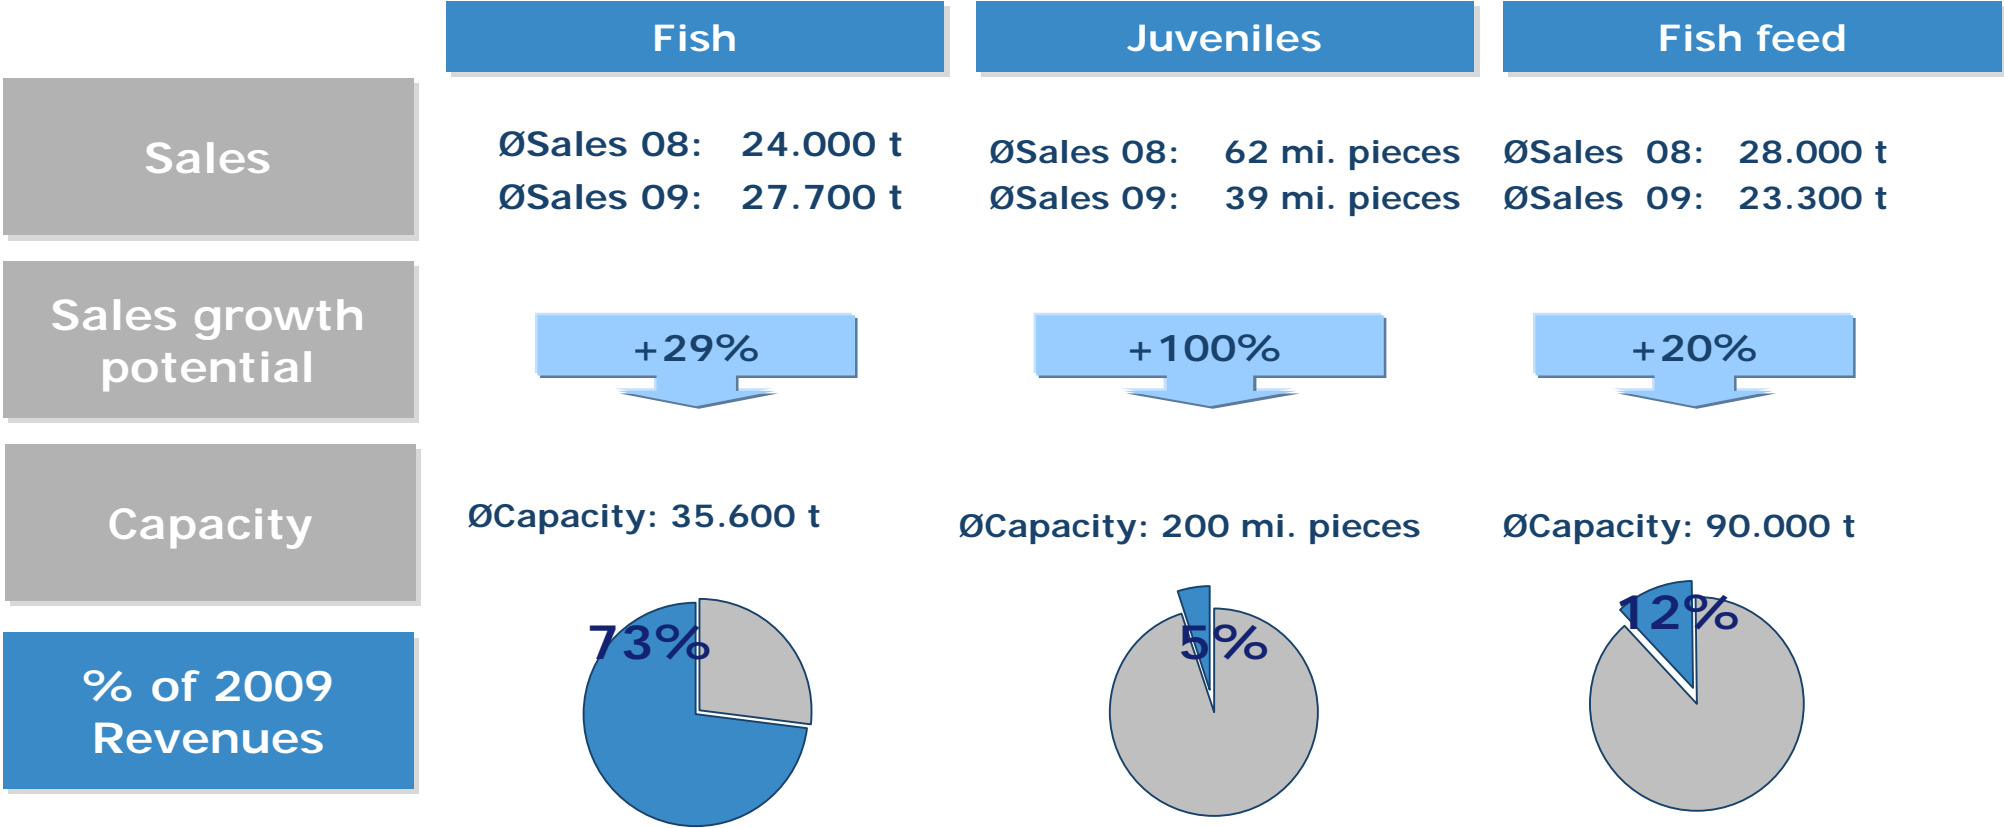 Fish
Juveniles
Fish feed
Sales
ØSales 08: 24.000 t
ØSales 09: 27.700 t
ØSales 08: 62 mi. pieces
ØSales 09: 39 mi. pieces
ØSales 08: 28.000 t
ØSales 09: 23.300 t
Sales growth
potential
+29%
+100%
+20%
Capacity
ØCapacity: 35.600 t
ØCapacity: 200 mi. pieces
ØCapacity: 90.000 t
% of 2009
Revenues
73%
5%
12%